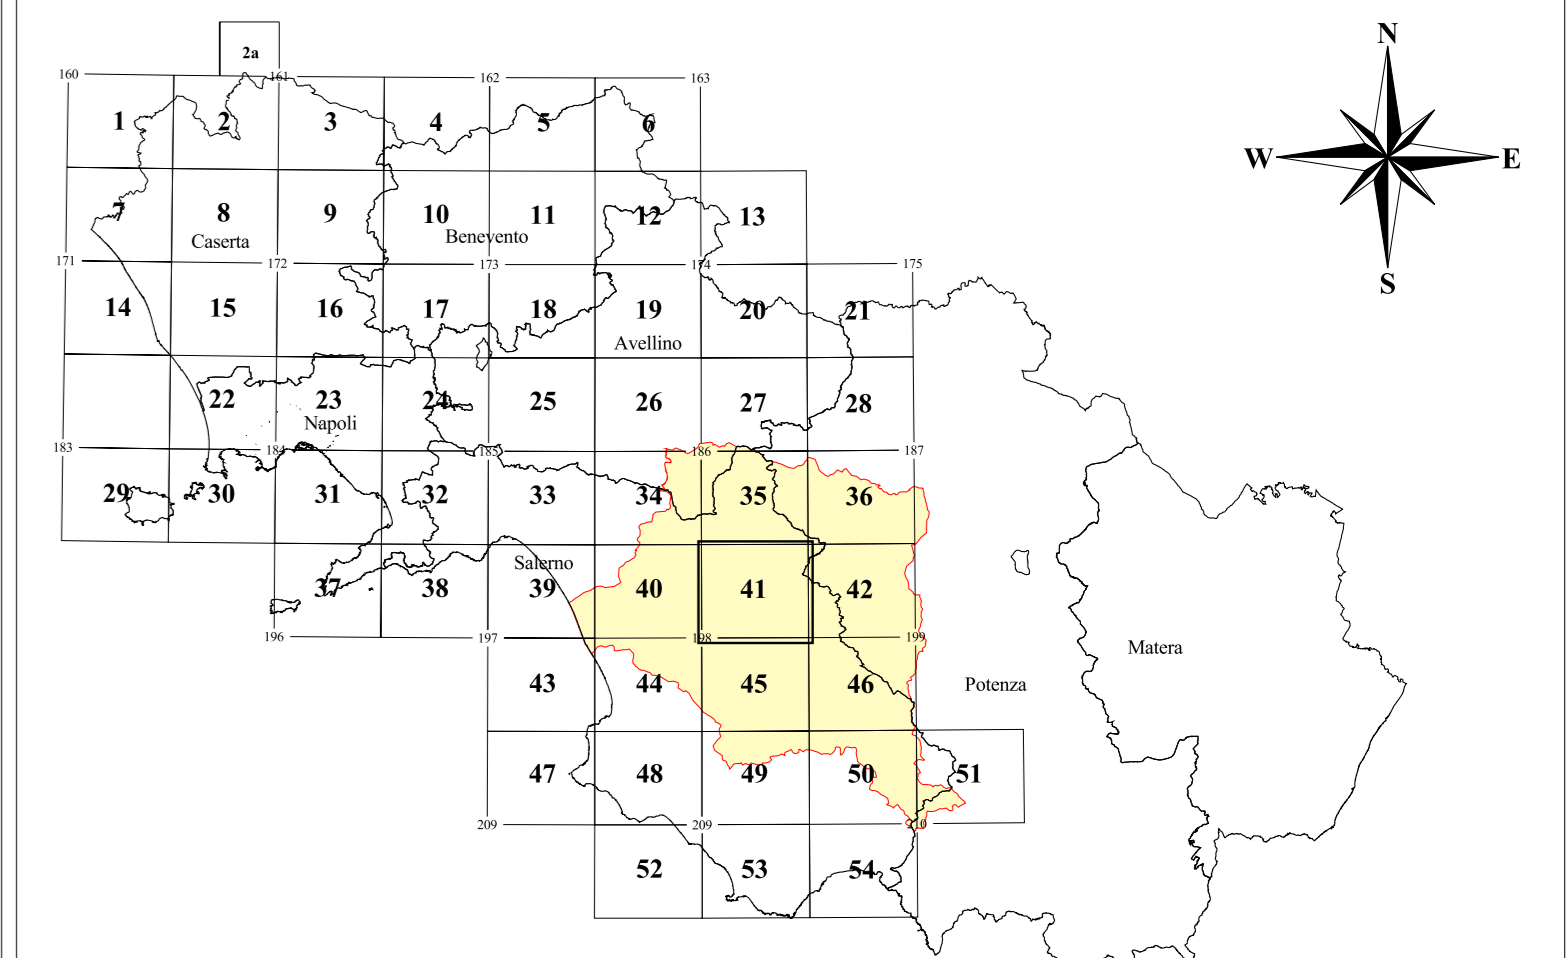 N
2a
160 161 162 163
1 2 3 4 5 6
W E
7 8 9 10 11 12 13
Caserta Benevento
171 172 173 174 175
S
14 15 16 17 18 19 20 21
Avellino
22 23 24 25 26 27 28
Napoli
183 184 185 186 187
29 30 31 32 33 34 35 36
Salerno
37 38 39 40 41 42
196 197 198 199
Matera
43 44 45 46 Potenza
47 48 49 50 51
209 209 210
52 53 54